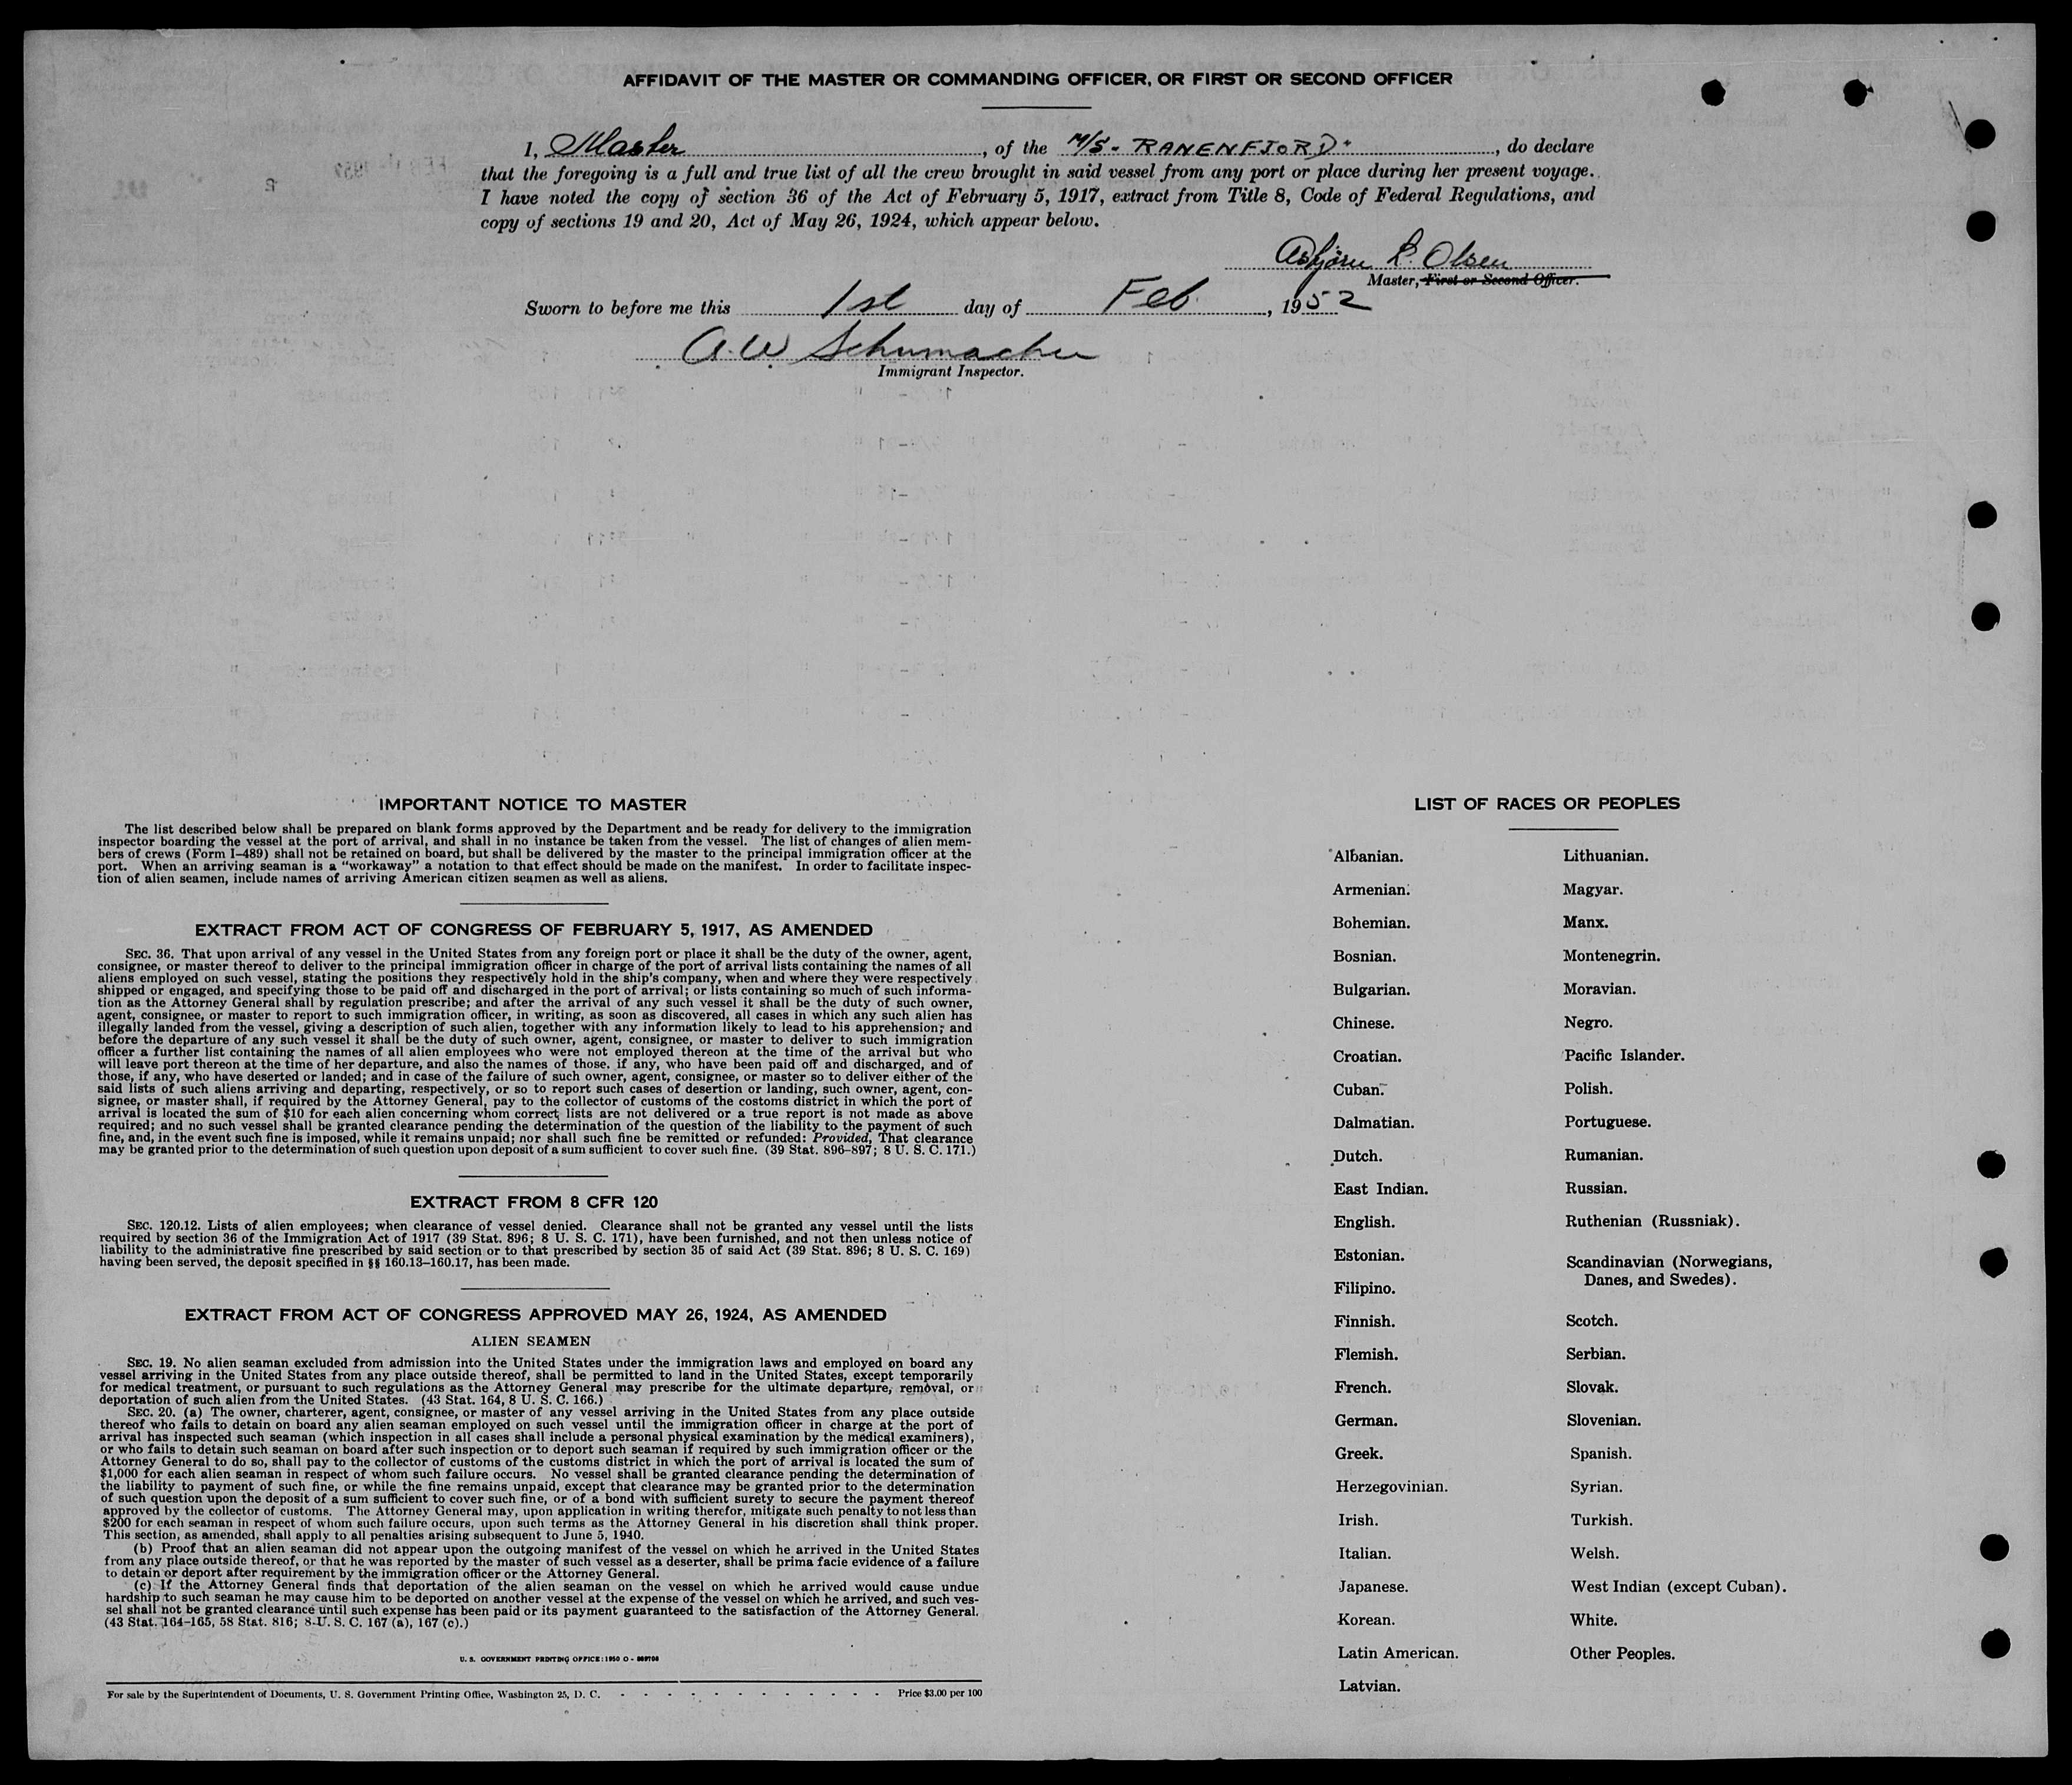 AFFIDAVIT OF THE MASTER OR COMMANDING OFFICER, OR FIRST OR SECOND OFFICER
I, Master, of the M/S- RANENFJORD, do declare
that the foregoing is a full and true list of all the crew brought in said vessel from any port or place during her present voyage.
I have noted the copy of section 36 of the Act of February 5, 1917, extract from Title 8, Code of Federal Regulations, and
copy of sections 19 and 20, Act of May 26, 1924, which appear below.
Asbjørn L. Olsen
Master, First or Second Officer.
Sworn to before me this 1st day of Feb, 1952
A. W. Schumacher
Immigrant Inspector.
IMPORTANT NOTICE TO MASTER
The list described below shall be prepared on blank forms approved by the Department and be ready for delivery to the immigration
inspector boarding the vessel at the port of arrival, and shall in no instance be taken from the vessel. The list of changes of alien mem-
bers of crews (Form I-489) shall not be retained on board, but shall be delivered by the master to the principal immigration officer at the
port. When an arriving seaman is a "workaway" a notation to that effect should be made on the manifest. In order to facilitate inspec-
tion of alien seamen, include names of arriving American citizen seamen as well as aliens.
EXTRACT FROM ACT OF CONGRESS OF FEBRUARY 5, 1917, AS AMENDED
SEC. 36. That upon arrival of any vessel in the United States from any foreign port or place it shall be the duty of the owner, agent,
consignee, or master thereof to deliver to the principal immigration officer in charge of the port of arrival lists containing the names of all
aliens employed on such vessel, stating the positions they respectively hold in the ship's company, when and where they were respectively
shipped or engaged, and specifying those to be paid off and discharged in the port of arrival; or lists containing so much of such informa-
tion as the Attorney General shall by regulation prescribe; and after the arrival of any such vessel it shall be the duty of such owner,
agent, consignee, or master to report to such immigration officer, in writing, as soon as discovered, all cases in which any such alien has
illegally landed from the vessel, giving a description of such alien, together with any information likely to lead to his apprehension; and
before the departure of any such vessel it shall be the duty of such owner, agent, consignee, or master to deliver to such immigration
officer a further list containing the names of all alien employees who were not employed thereon at the time of the arrival but who
will leave port thereon at the time of her departure, and also the names of those, if any, who have been paid off and discharged, and of
those, if any, who have deserted or landed; and in case of the failure of such owner, agent, consignee, or master so to deliver either of the
said lists of such aliens arriving and departing, respectively, or so to report such cases of desertion or landing, such owner, agent, con-
signee, or master shall, if required by the Attorney General, pay to the collector of customs of the costoms district in which the port of
arrival is located the sum of $10 for each alien concerning whom correct lists are not delivered or a true report is not made as above
required; and no such vessel shall be granted clearance pending the determination of the question of the liability to the payment of such
fine, and, in the event such fine is imposed, while it remains unpaid; nor shall such fine be remitted or refunded: Provided, That clearance
may be granted prior to the determination of such question upon deposit of a sum sufficient to cover such fine. (39 Stat. 896-897; 8 U. S. C. 171.)
EXTRACT FROM 8 CFR 120
SEC. 120.12. Lists of alien employees; when clearance of vessel denied. Clearance shall not be granted any vessel until the lists
required by section 36 of the Immigration Act of 1917 (39 Stat. 896; 8 U. S. C. 171), have been furnished, and not then unless notice of
liability to the administrative fine prescribed by said section or to that prescribed by section 35 of said Act (39 Stat. 896; 8 U. S. C. 169)
having been served, the deposit specified in §§ 160.13-160.17, has been made.
EXTRACT FROM ACT OF CONGRESS APPROVED MAY 26, 1924, AS AMENDED
ALIEN SEAMEN
SEC. 19. No alien seaman excluded from admission into the United States under the immigration laws and employed on board any
vessel arriving in the United States from any place outside thereof, shall be permitted to land in the United States, except temporarily
for medical treatment, or pursuant to such regulations as the Attorney General may prescribe for the ultimate departure, removal, or
deportation of such alien from the United States. (43 Stat. 164, 8 U. S. C. 166.)
SEC. 20. (a) The owner, charterer, agent, consignee, or master of any vessel arriving in the United States from any place outside
thereof who fails to detain on board any alien seaman employed on such vessel until the immigration officer in charge at the port of
arrival has inspected such seaman (which inspection in all cases shall include a personal physical examination by the medical examiners),
or who fails to detain such seaman on board after such inspection or to deport such seaman if required by such immigration officer or the
Attorney General to do so, shall pay to the collector of customs of the customs district in which the port of arrival is located the sum of
$1,000 for each alien seaman in respect of whom such failure occurs. No vessel shall be granted clearance pending the determination of
the liability to payment of such fine, or while the fine remains unpaid, except that clearance may be granted prior to the determination
of such question upon the deposit of a sum sufficient to cover such fine, or of a bond with sufficient surety to secure the payment thereof
approved by the collector of customs. The Attorney General may, upon application in writing therefor, mitigate such penalty to not less than
$200 for each seaman in respect of whom such failure occurs, upon such terms as the Attorney General in his discretion shall think proper.
This section, as amended, shall apply to all penalties arising subsequent to June 5, 1940.
(b) Proof that an alien seaman did not appear upon the outgoing manifest of the vessel on which he arrived in the United States
from any place outside thereof, or that he was reported by the master of such vessel as a deserter, shall be prima facie evidence of a failure
to detain or deport after requirement by the immigration officer or the Attorney General.
(c) If the Attorney General finds that deportation of the alien seaman on the vessel on which he arrived would cause undue
hardship to such seaman he may cause him to be deported on another vessel at the expense of the vessel on which he arrived, and such ves-
sel shall not be granted clearance until such expense has been paid or its payment guaranteed to the satisfaction of the Attorney General.
(43 Stat. 164-165, 58 Stat. 816; 8 U. S. C. 167 (a), 167 (c).)
U. S. GOVERNMENT PRINTING OFFICE: 1950 O -
For sale by the Superintendent of Documents, U. S. Government Printing Office, Washington 25, D. C. - - - - - - - - - - - - Price $3.00 per 100
LIST OF RACES OR PEOPLES
Albanian.
Armenian.
Bohemian.
Bosnian.
Bulgarian.
Chinese.
Croatian.
Cuban.
Dalmatian.
Dutch.
East Indian.
English.
Estonian.
Filipino.
Finnish.
Flemish.
French.
German.
Greek.
Herzegovinian.
Irish.
Italian.
Japanese.
Korean.
Latin American.
Latvian.
Lithuanian.
Magyar.
Manx.
Montenegrin.
Moravian.
Negro.
Pacific Islander.
Polish.
Portuguese.
Rumanian.
Russian.
Ruthenian (Russniak).
Scandinavian (Norwegians,
Danes, and Swedes).
Scotch.
Serbian.
Slovak.
Slovenian.
Spanish.
Syrian.
Turkish.
Welsh.
West Indian (except Cuban).
White.
Other Peoples.